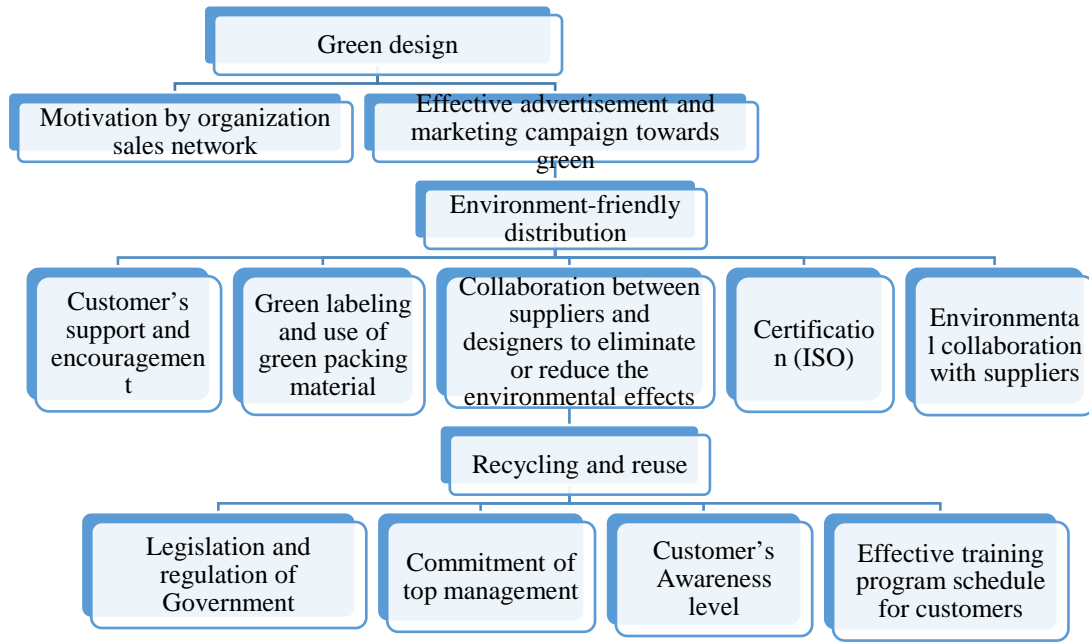 Green design
Motivation by organization
sales network
Effective advertisement and
marketing campaign towards
green
Environment-friendly
distribution
Customer’s
support and
encouragemen
t
Green labeling
and use of
green packing
material
Collaboration between
suppliers and
designers to eliminate
or reduce the
environmental effects
Certificatio
n (ISO)
Environmenta
l collaboration
with suppliers
Recycling and reuse
Legislation and
regulation of
Government
Commitment of
top management
Customer’s
Awareness
level
Effective training
program schedule
for customers